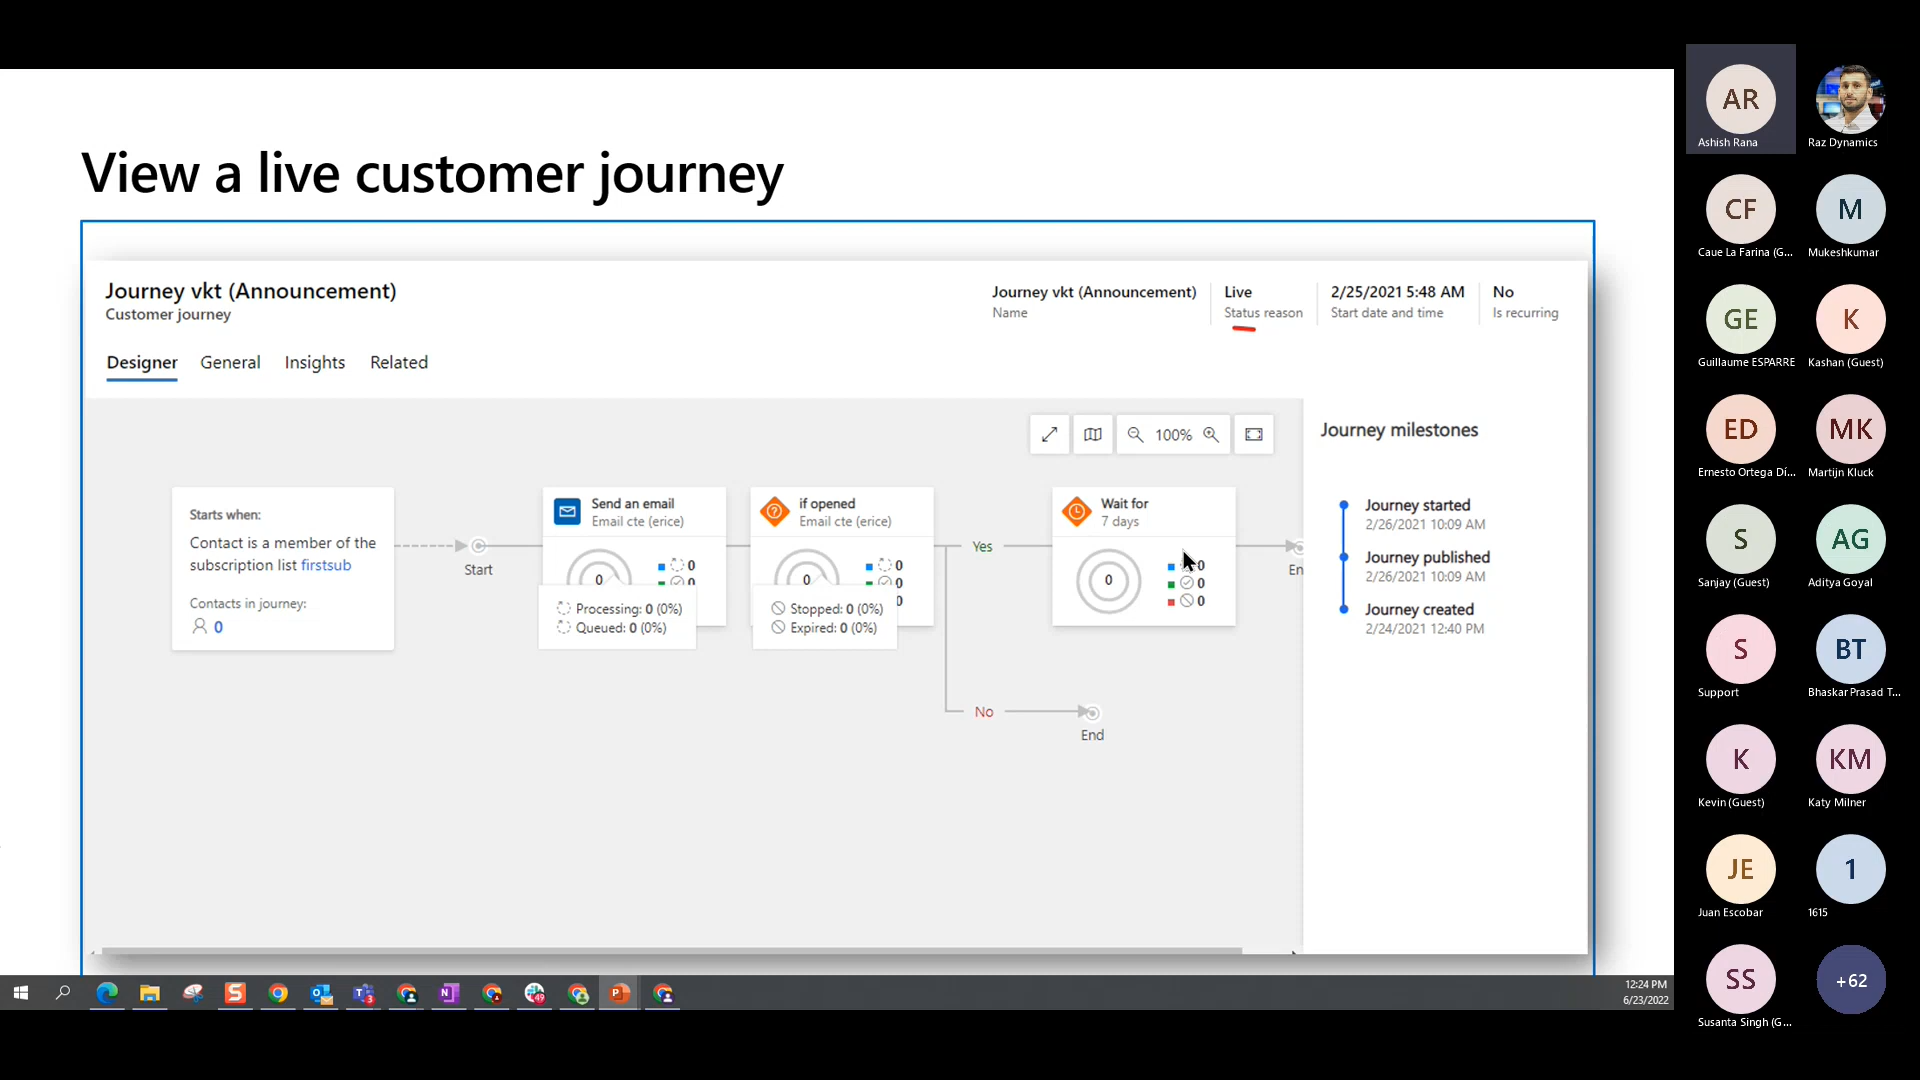 View a live customer journey
Journey vkt (Announcement)
Customer journey
Journey vkt (Announcement)
Name
Live
Status reason
2/25/2021 5:48 AM
Start date and time
No
Is recurring
Designer General Insights Related
100%
Starts when:
Contact is a member of the
subscription list firstsub
Contacts in journey:
0
Start
Send an email
Email cte (erice)
0
0
0
Processing: 0 (0%)
Queued: 0 (0%)
if opened
Email cte (erice)
0
0
0
0
Stopped: 0 (0%)
Expired: 0 (0%)
Yes
Wait for
7 days
0
0
0
0
En
No
End
Journey milestones
Journey started
2/26/2021 10:09 AM
Journey published
2/26/2021 10:09 AM
Journey created
2/24/2021 12:40 PM
12:24 PM
6/23/2022
AR
Ashish Rana
Raz Dynamics
CF
Caue La Farina (G...
M
Mukeshkumar
GE
Guillaume ESPARRE
K
Kashan (Guest)
ED
Ernesto Ortega Dí...
MK
Martijn Kluck
S
Sanjay (Guest)
AG
Aditya Goyal
S
Support
BT
Bhaskar Prasad T...
K
Kevin (Guest)
KM
Katy Milner
JE
Juan Escobar
1
1615
SS
Susanta Singh (G...
+62